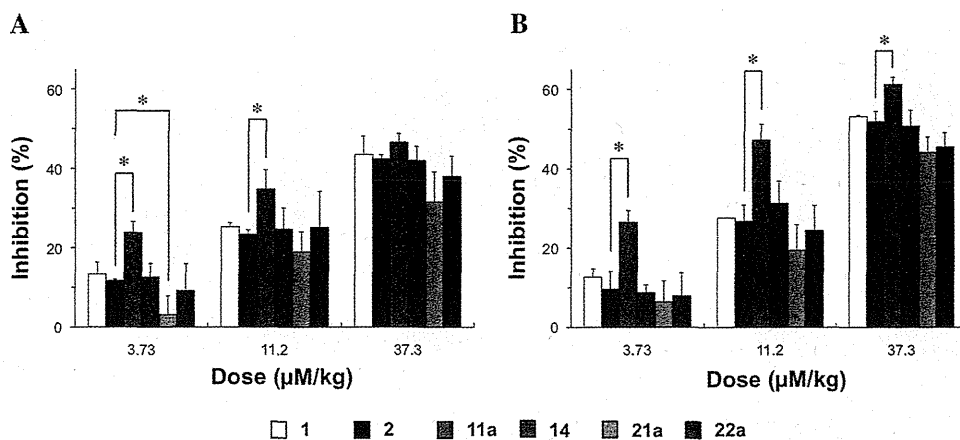 A
B
*
*
*
*
*
*
60
40
20
0
Inhibition (%)
3.73
11.2
37.3
Dose (µM/kg)
60
40
20
0
Inhibition (%)
3.73
11.2
37.3
Dose (µM/kg)
1
2
11a
14
21a
22a